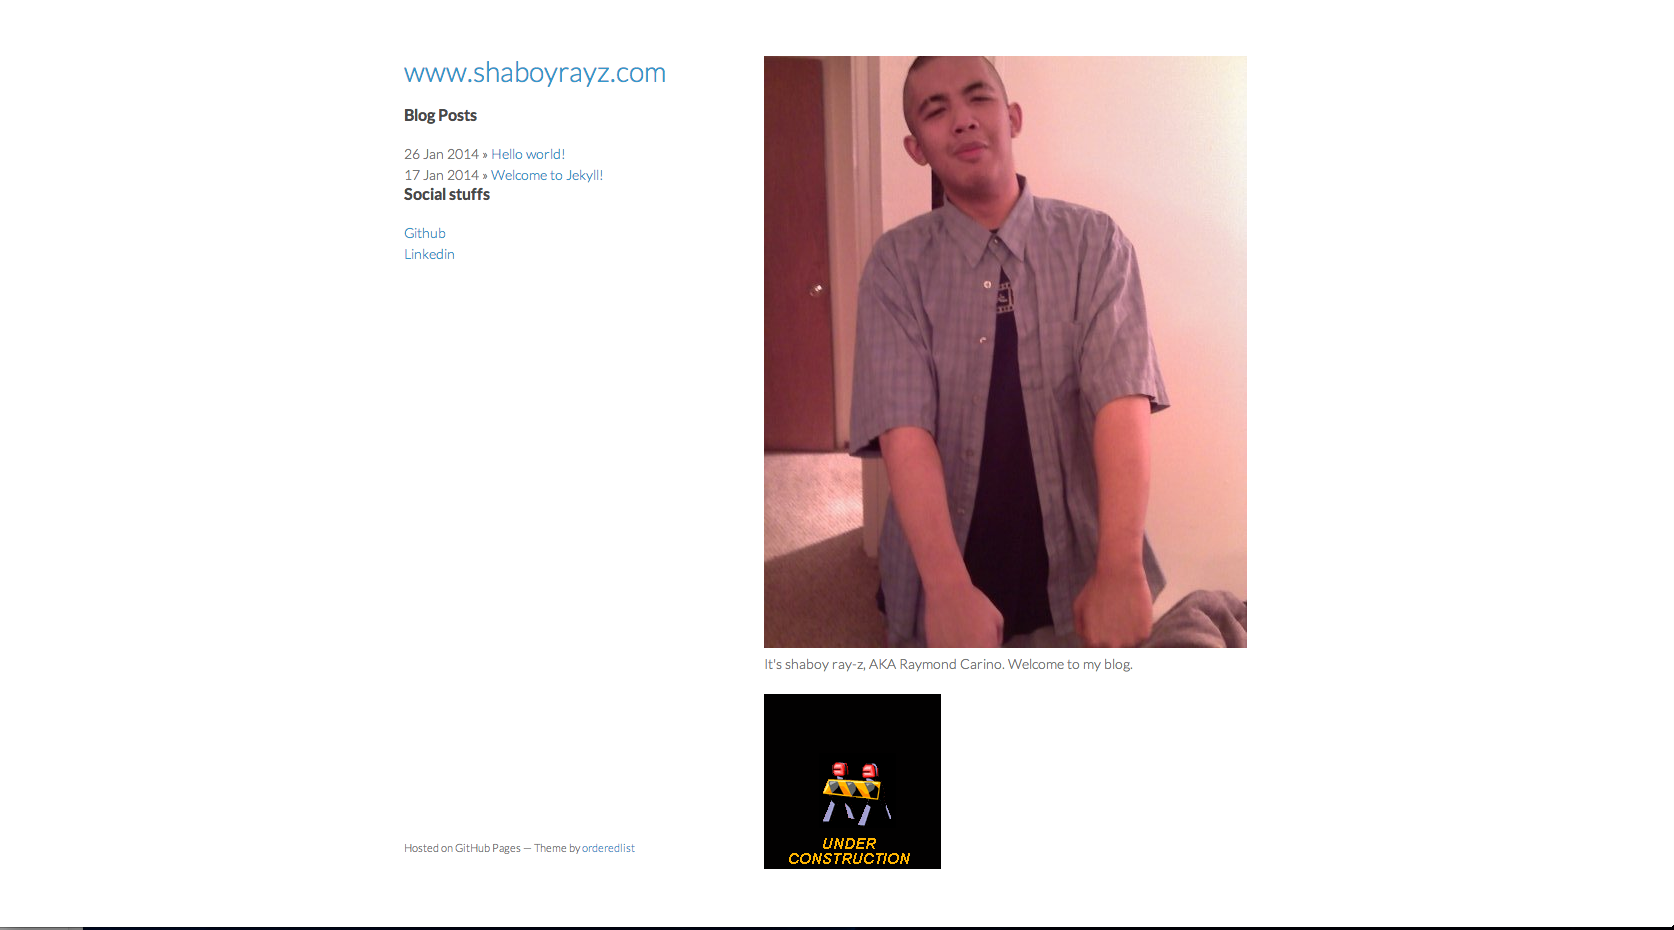 www.shaboyrayz.com
Blog Posts
26 Jan 2014 » Hello world!
17 Jan 2014 » Welcome to Jekyll!
Social stuffs
Github
Linkedin
It's shaboy ray-z, AKA Raymond Carino. Welcome to my blog.
UNDER
CONSTRUCTION
Hosted on GitHub Pages — Theme by orderedlist